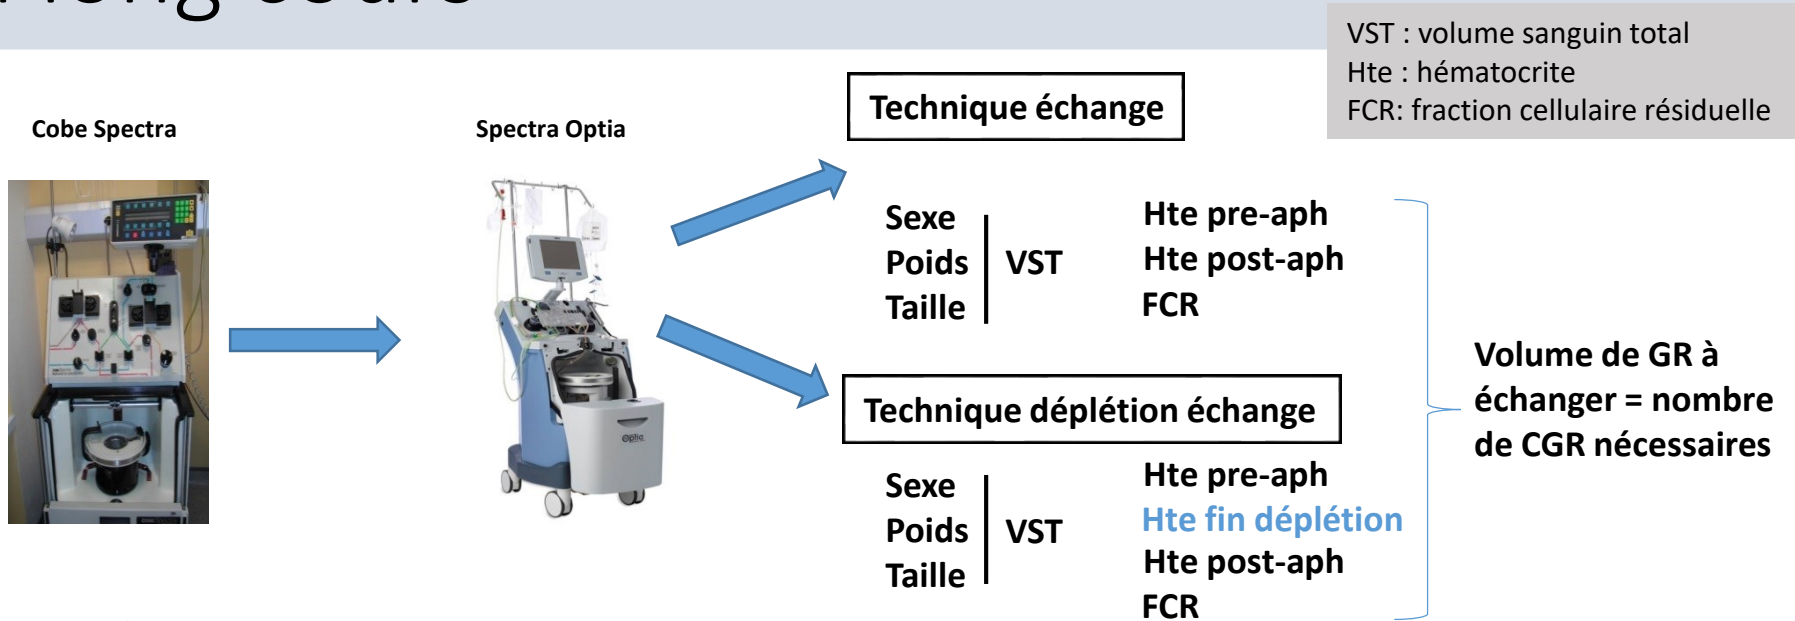 VST : volume sanguin total
Hte : hématocrite
FCR: fraction cellulaire résiduelle
Cobe Spectra
Spectra Optia
Technique échange
Sexe
Poids
Taille
VST
Hte pre-aph
Hte post-aph
FCR
Technique déplétion échange
Sexe
Poids
Taille
VST
Hte pre-aph
Hte fin déplétion
Hte post-aph
FCR
Volume de GR à
échanger = nombre
de CGR nécessaires
Optia